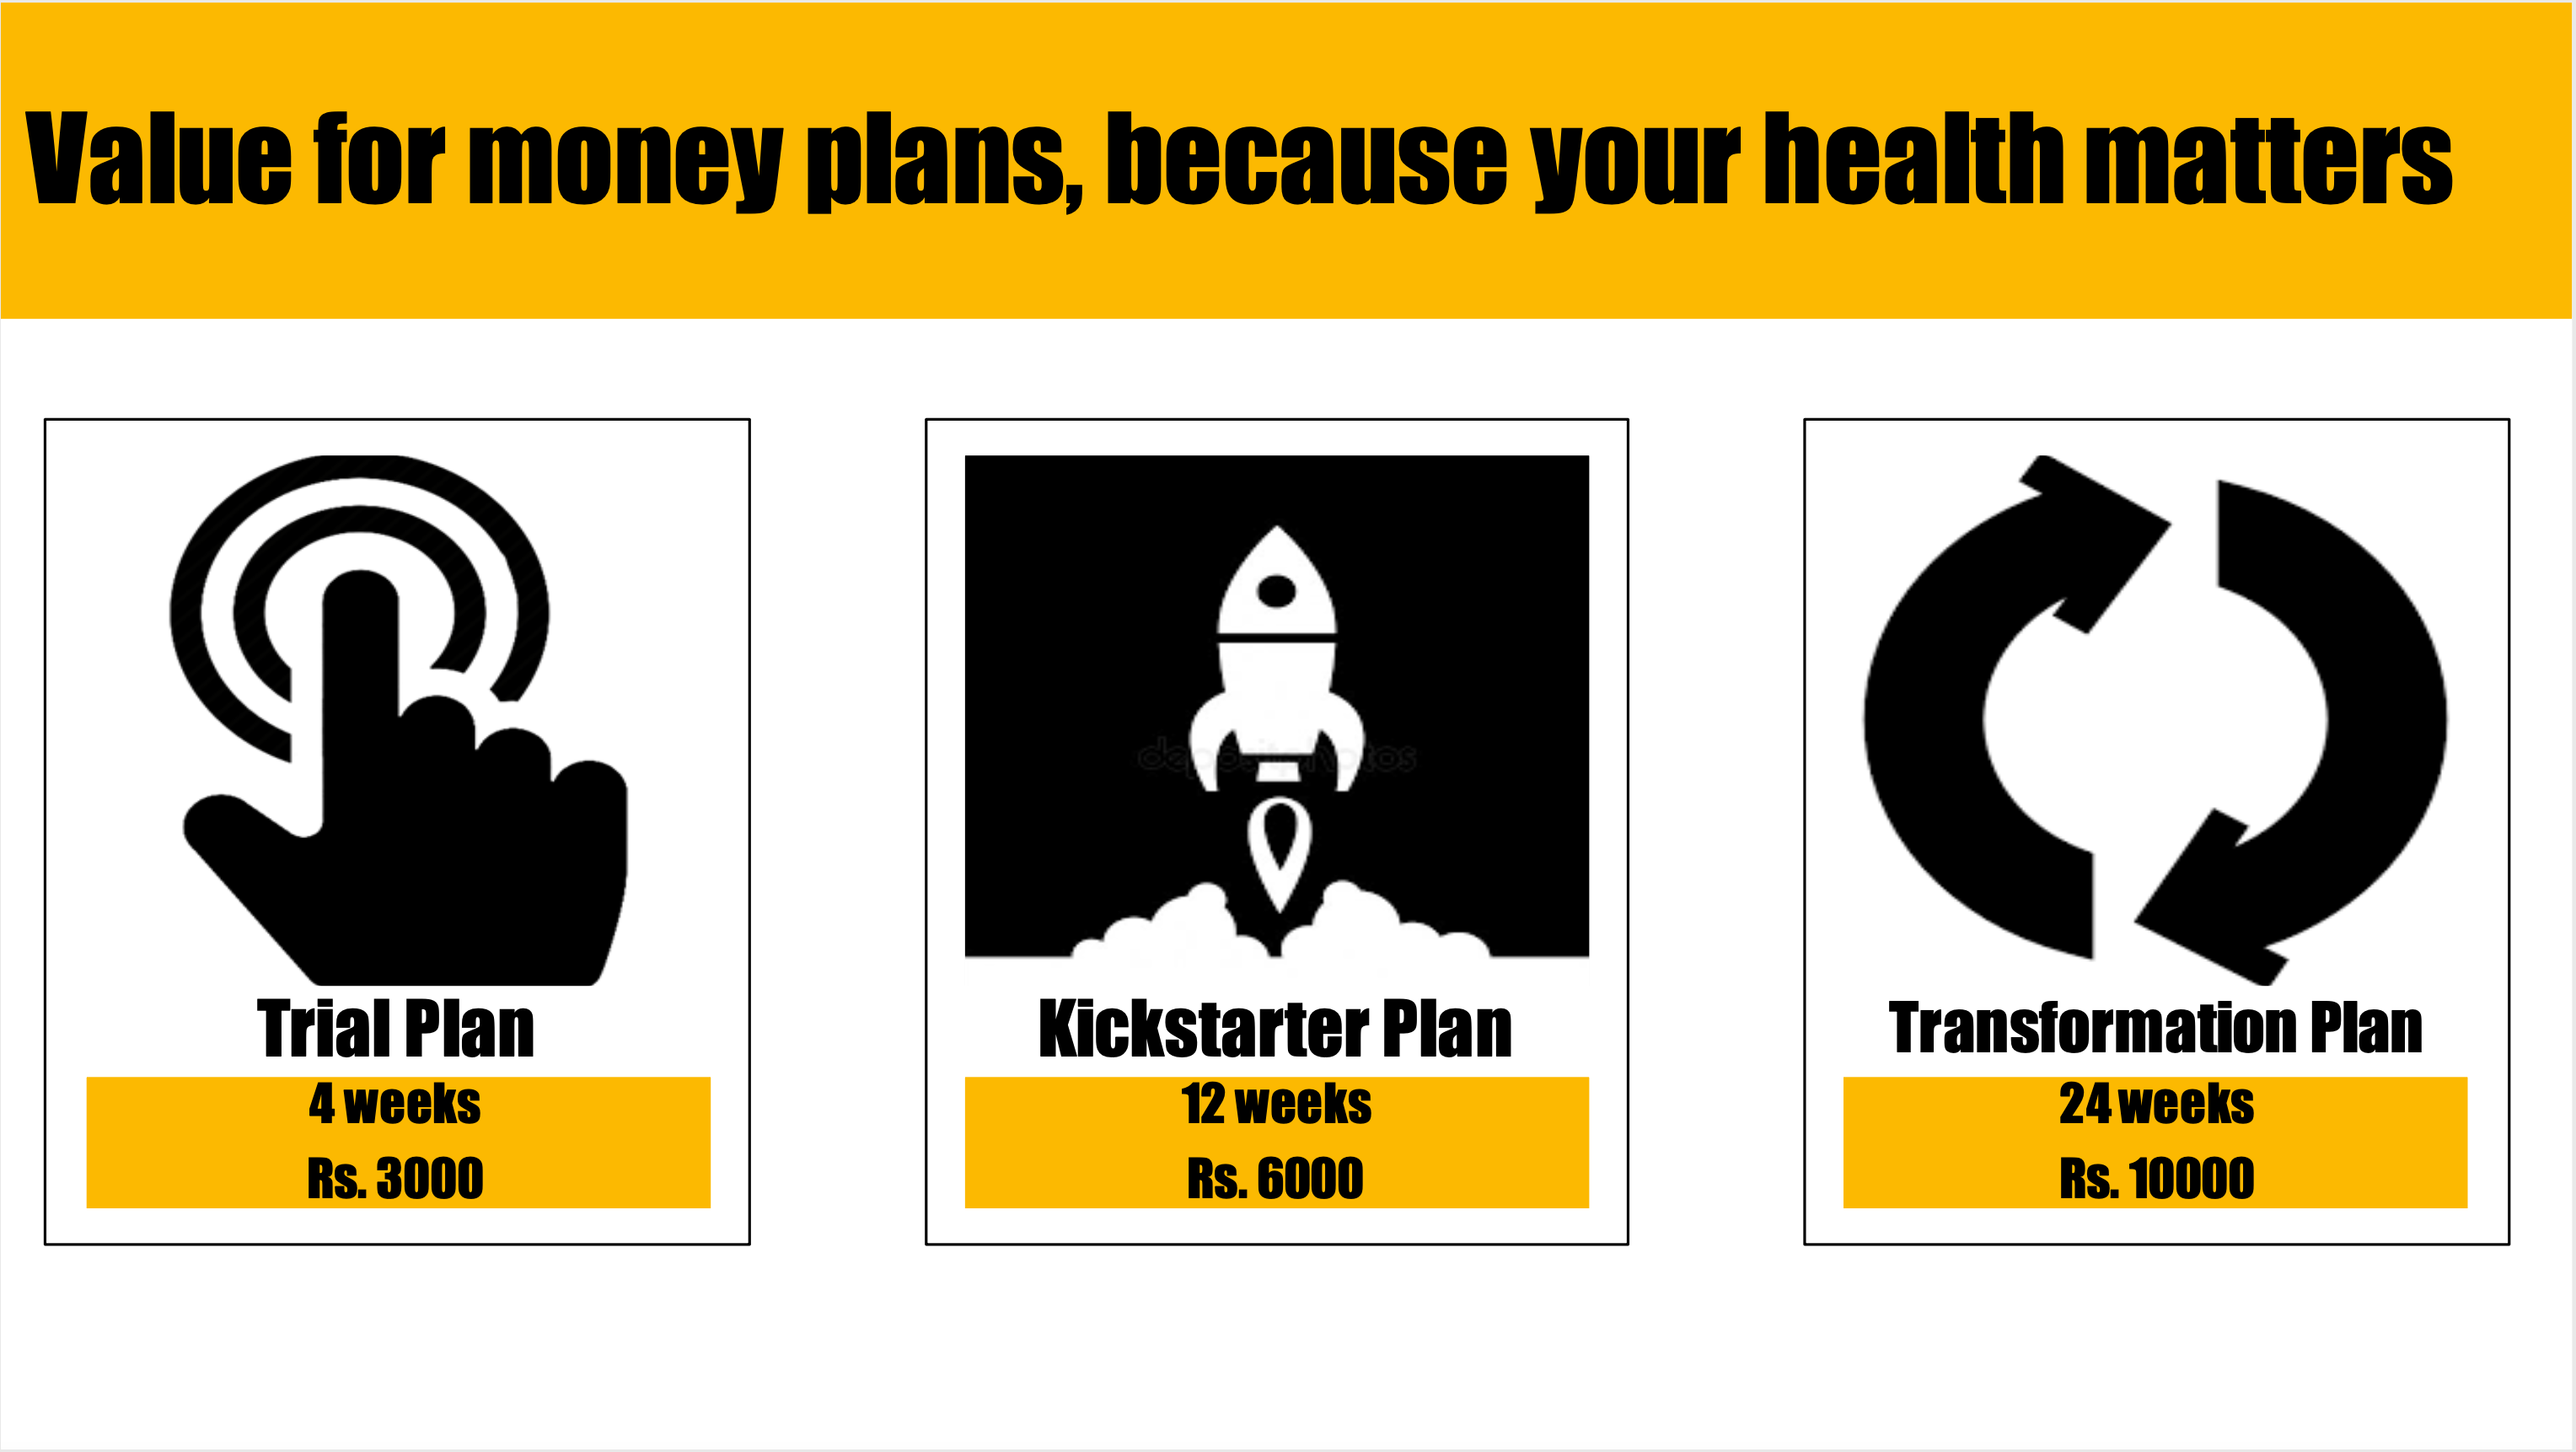 Value for money plans, because your health matters
depositphotos
Trial Plan
4 weeks
Rs. 3000
Kickstarter Plan
12 weeks
Rs. 6000
Transformation Plan
24 weeks
Rs. 10000